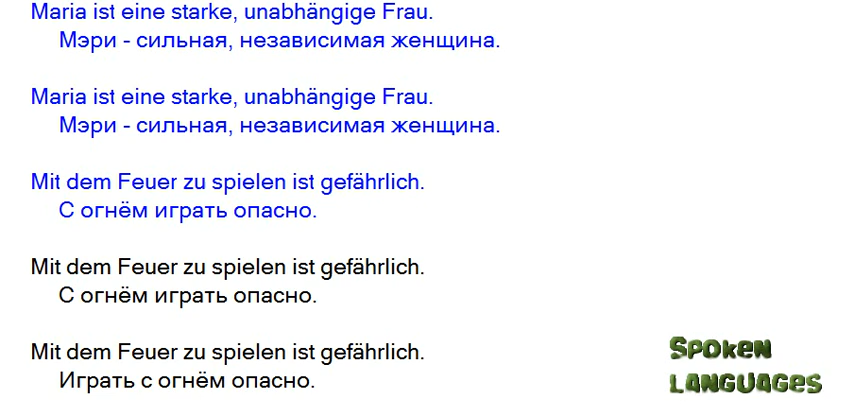 Maria ist eine starke, unabhängige Frau.
Мэри - сильная, независимая женщина.
Maria ist eine starke, unabhängige Frau.
Мэри - сильная, независимая женщина.
Mit dem Feuer zu spielen ist gefährlich.
С огнём играть опасно.
Mit dem Feuer zu spielen ist gefährlich.
С огнём играть опасно.
Mit dem Feuer zu spielen ist gefährlich.
Играть с огнём опасно.
Spoken
Languages